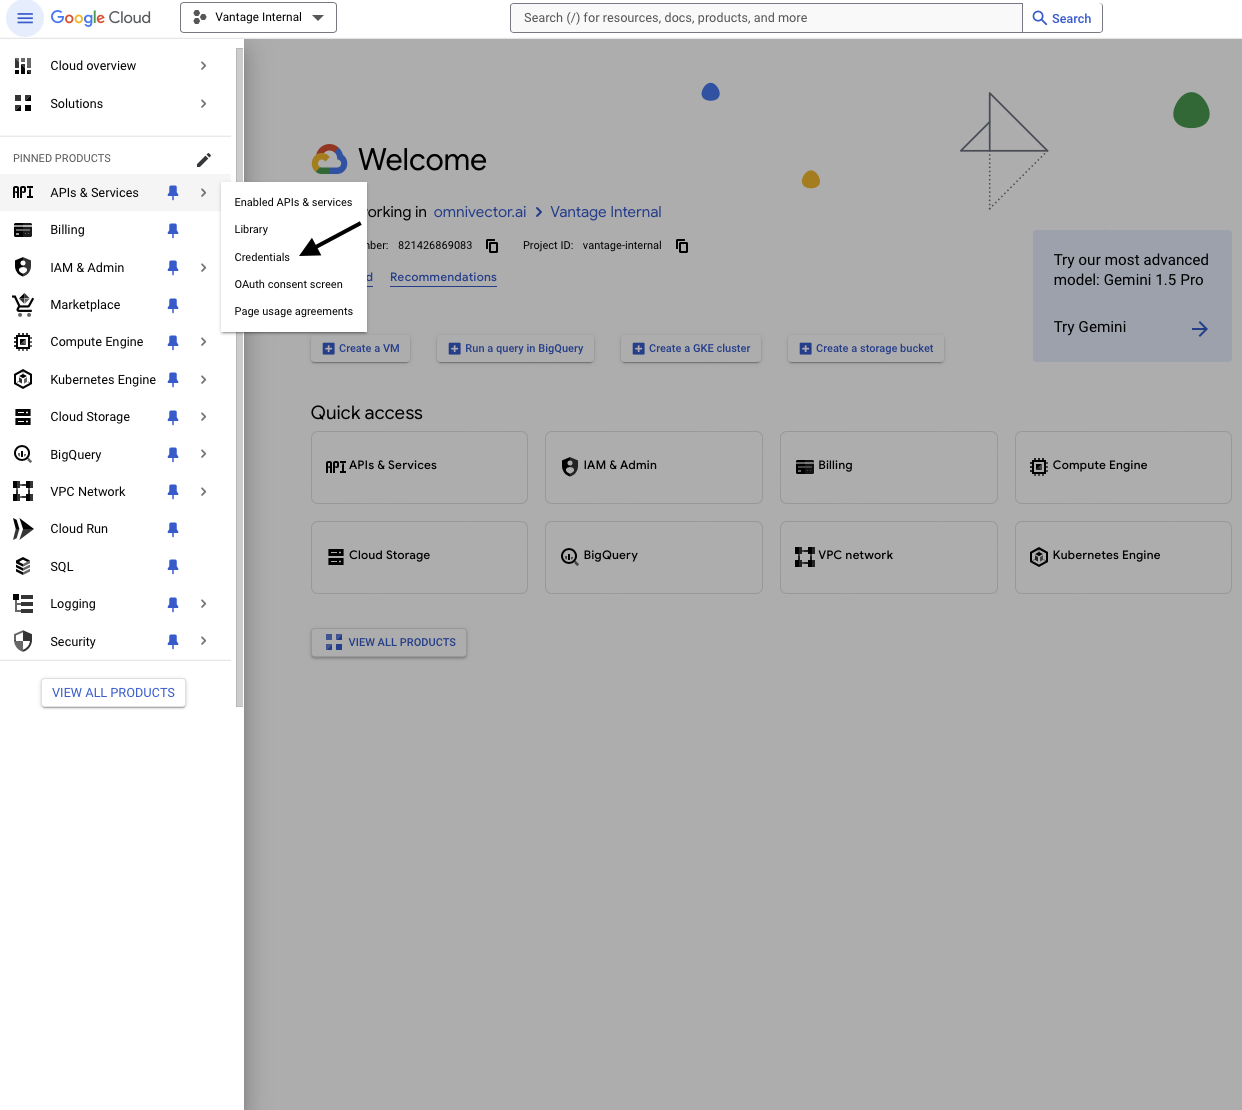 Google Cloud
Vantage Internal
Search (/) for resources, docs, products, and more
Search
Cloud overview
Solutions
PINNED PRODUCTS
API APIs & Services
Billing
IAM & Admin
Marketplace
Compute Engine
Kubernetes Engine
Cloud Storage
BigQuery
VPC Network
Cloud Run
SQL
Logging
Security
VIEW ALL PRODUCTS
Enabled APIs & services
Library
Credentials
OAuth consent screen
Page usage agreements
Welcome
working in omnivector.ai > Vantage Internal
mber: 821426869083 Project ID: vantage-internal
d Recommendations
Create a VM
Run a query in BigQuery
Create a GKE cluster
Create a storage bucket
Try our most advanced
model: Gemini 1.5 Pro
Try Gemini
Quick access
API APIs & Services
IAM & Admin
Billing
Compute Engine
Cloud Storage
BigQuery
VPC network
Kubernetes Engine
VIEW ALL PRODUCTS